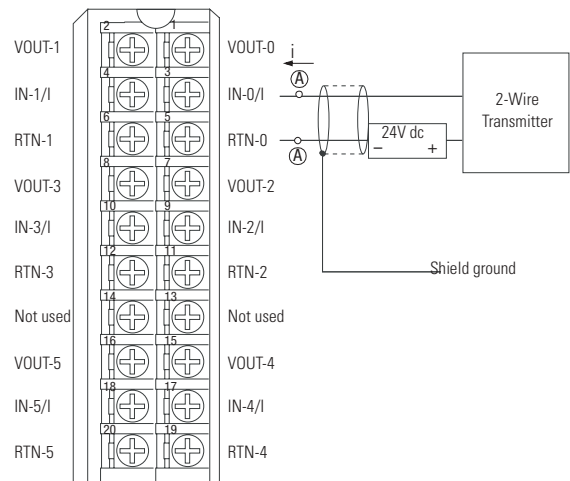 2 1
VOUT-1 VOUT-0 i
4 3 A
IN-1/I IN-0/I 2-Wire
Transmitter
6 5
RTN-1 RTN-0 24V dc
– +
A
8 7
VOUT-3 VOUT-2
10 9
IN-3/I IN-2/I
12 11
RTN-3 RTN-2 Shield ground
14 13
Not used Not used
16 15
VOUT-5 VOUT-4
18 17
IN-5/I IN-4/I
20 19
RTN-5 RTN-4